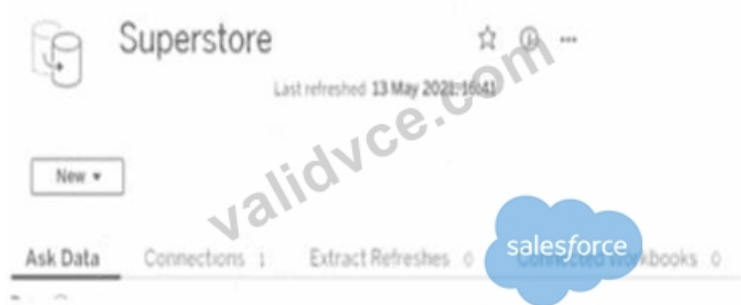 Superstore
Last refreshed 13 May 2021, 16:41
New
Ask Data Connections 1 Extract Refreshes 0 Connected Workbooks 0
salesforce
validvce.com